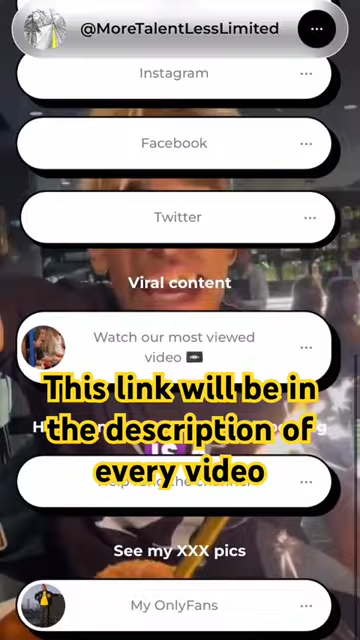 @MoreTalentLessLimited
Instagram
Facebook
Twitter
Viral content
Watch our most viewed
video
This link will be in
the description of
every video
See my XXX pics
My OnlyFans